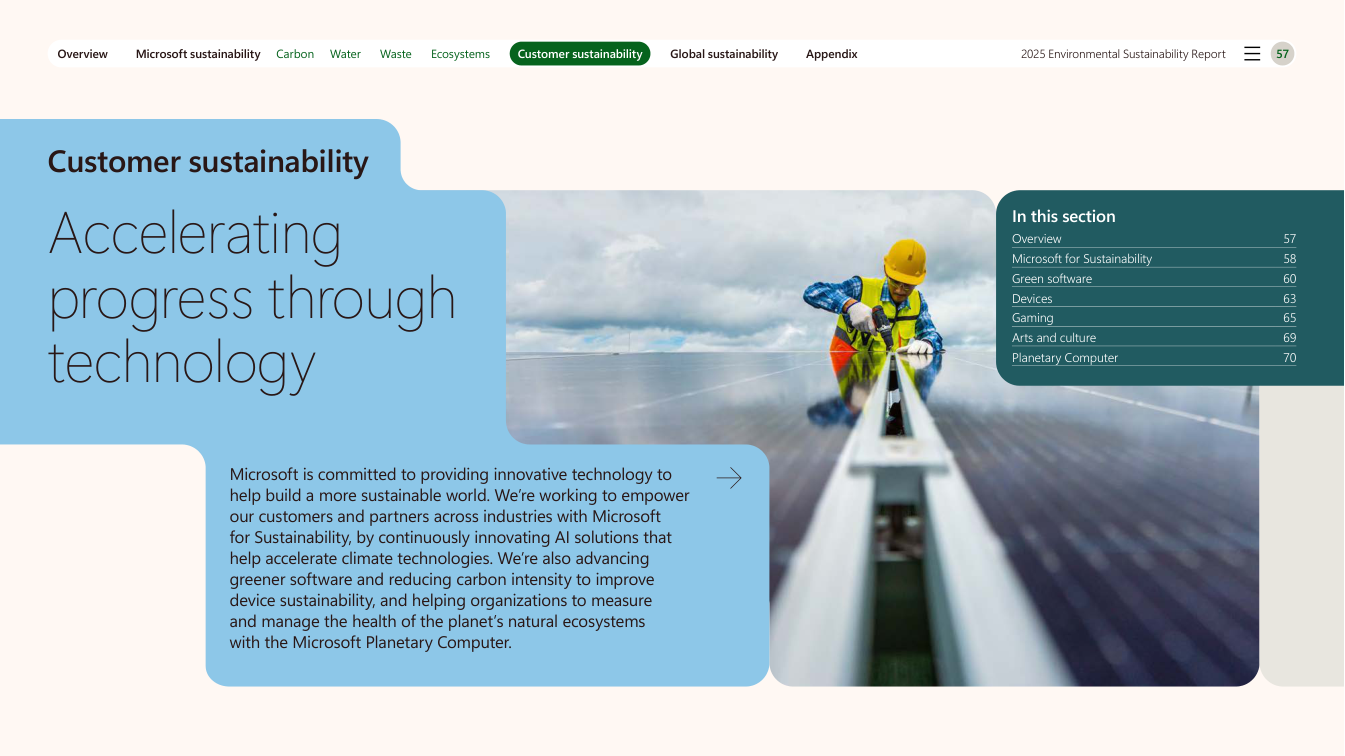 Overview Microsoft sustainability Carbon Water Waste Ecosystems Customer sustainability Global sustainability Appendix 2025 Environmental Sustainability Report 57
Customer sustainability
Accelerating
progress through
technology
In this section
Overview 57
Microsoft for Sustainability 58
Green software 60
Devices 63
Gaming 65
Arts and culture 69
Planetary Computer 70
Microsoft is committed to providing innovative technology to
help build a more sustainable world. We’re working to empower
our customers and partners across industries with Microsoft
for Sustainability, by continuously innovating AI solutions that
help accelerate climate technologies. We’re also advancing
greener software and reducing carbon intensity to improve
device sustainability, and helping organizations to measure
and manage the health of the planet’s natural ecosystems
with the Microsoft Planetary Computer.